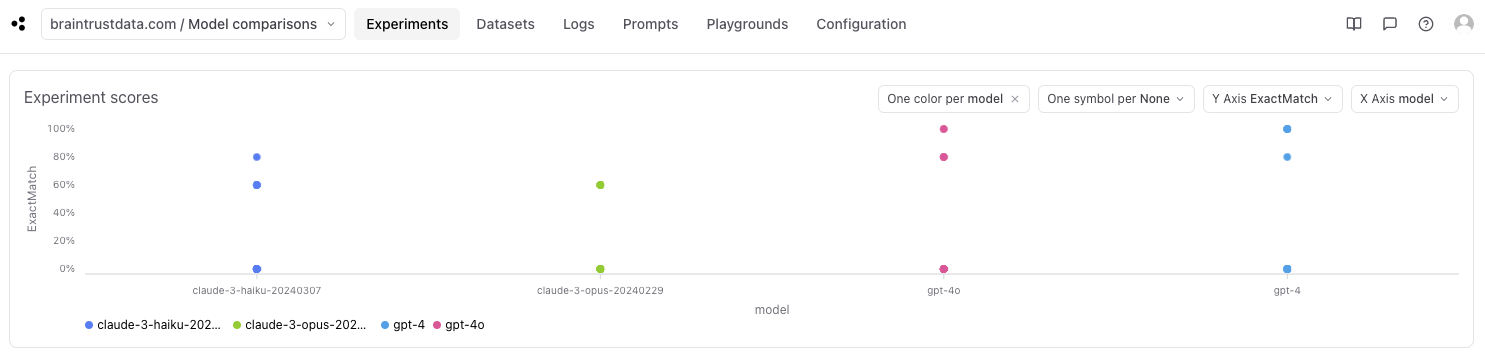 braintrustdata.com / Model comparisons Experiments Datasets Logs Prompts Playgrounds Configuration
Experiment scores One color per model × One symbol per None Y Axis ExactMatch X Axis model
100%
80%
60%
40%
20%
0%
ExactMatch
claude-3-haiku-20240307 claude-3-opus-20240229 gpt-4o gpt-4
model
claude-3-haiku-202... claude-3-opus-202... gpt-4 gpt-4o